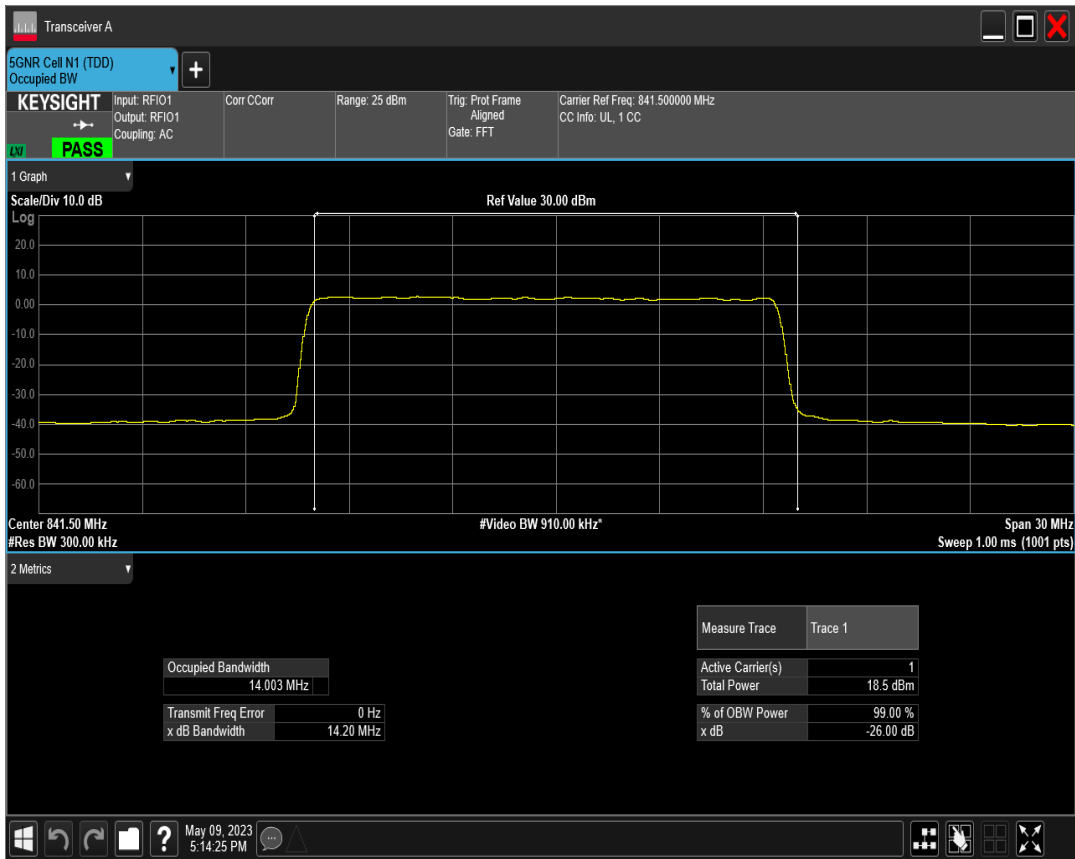 Transceiver A
5GNR Cell N1 (TDD)
Occupied BW
+
KEYSIGHT
LXI
PASS
Input: RFIO1
Output: RFIO1
Coupling: AC
Corr CCorr
Range: 25 dBm
Trig: Prot Frame
Aligned
Gate: FFT
Carrier Ref Freq: 841.500000 MHz
CC Info: UL, 1 CC
1 Graph
Scale/Div 10.0 dB
Ref Value 30.00 dBm
Log
20.0
10.0
0.00
-10.0
-20.0
-30.0
-40.0
-50.0
-60.0
Center 841.50 MHz
#Video BW 910.00 kHz*
Span 30 MHz
#Res BW 300.00 kHz
Sweep 1.00 ms (1001 pts)
2 Metrics
Measure Trace Trace 1
Occupied Bandwidth
14.003 MHz
Transmit Freq Error 0 Hz
x dB Bandwidth 14.20 MHz
Active Carrier(s) 1
Total Power 18.5 dBm
% of OBW Power 99.00 %
x dB -26.00 dB
?
May 09, 2023
5:14:25 PM